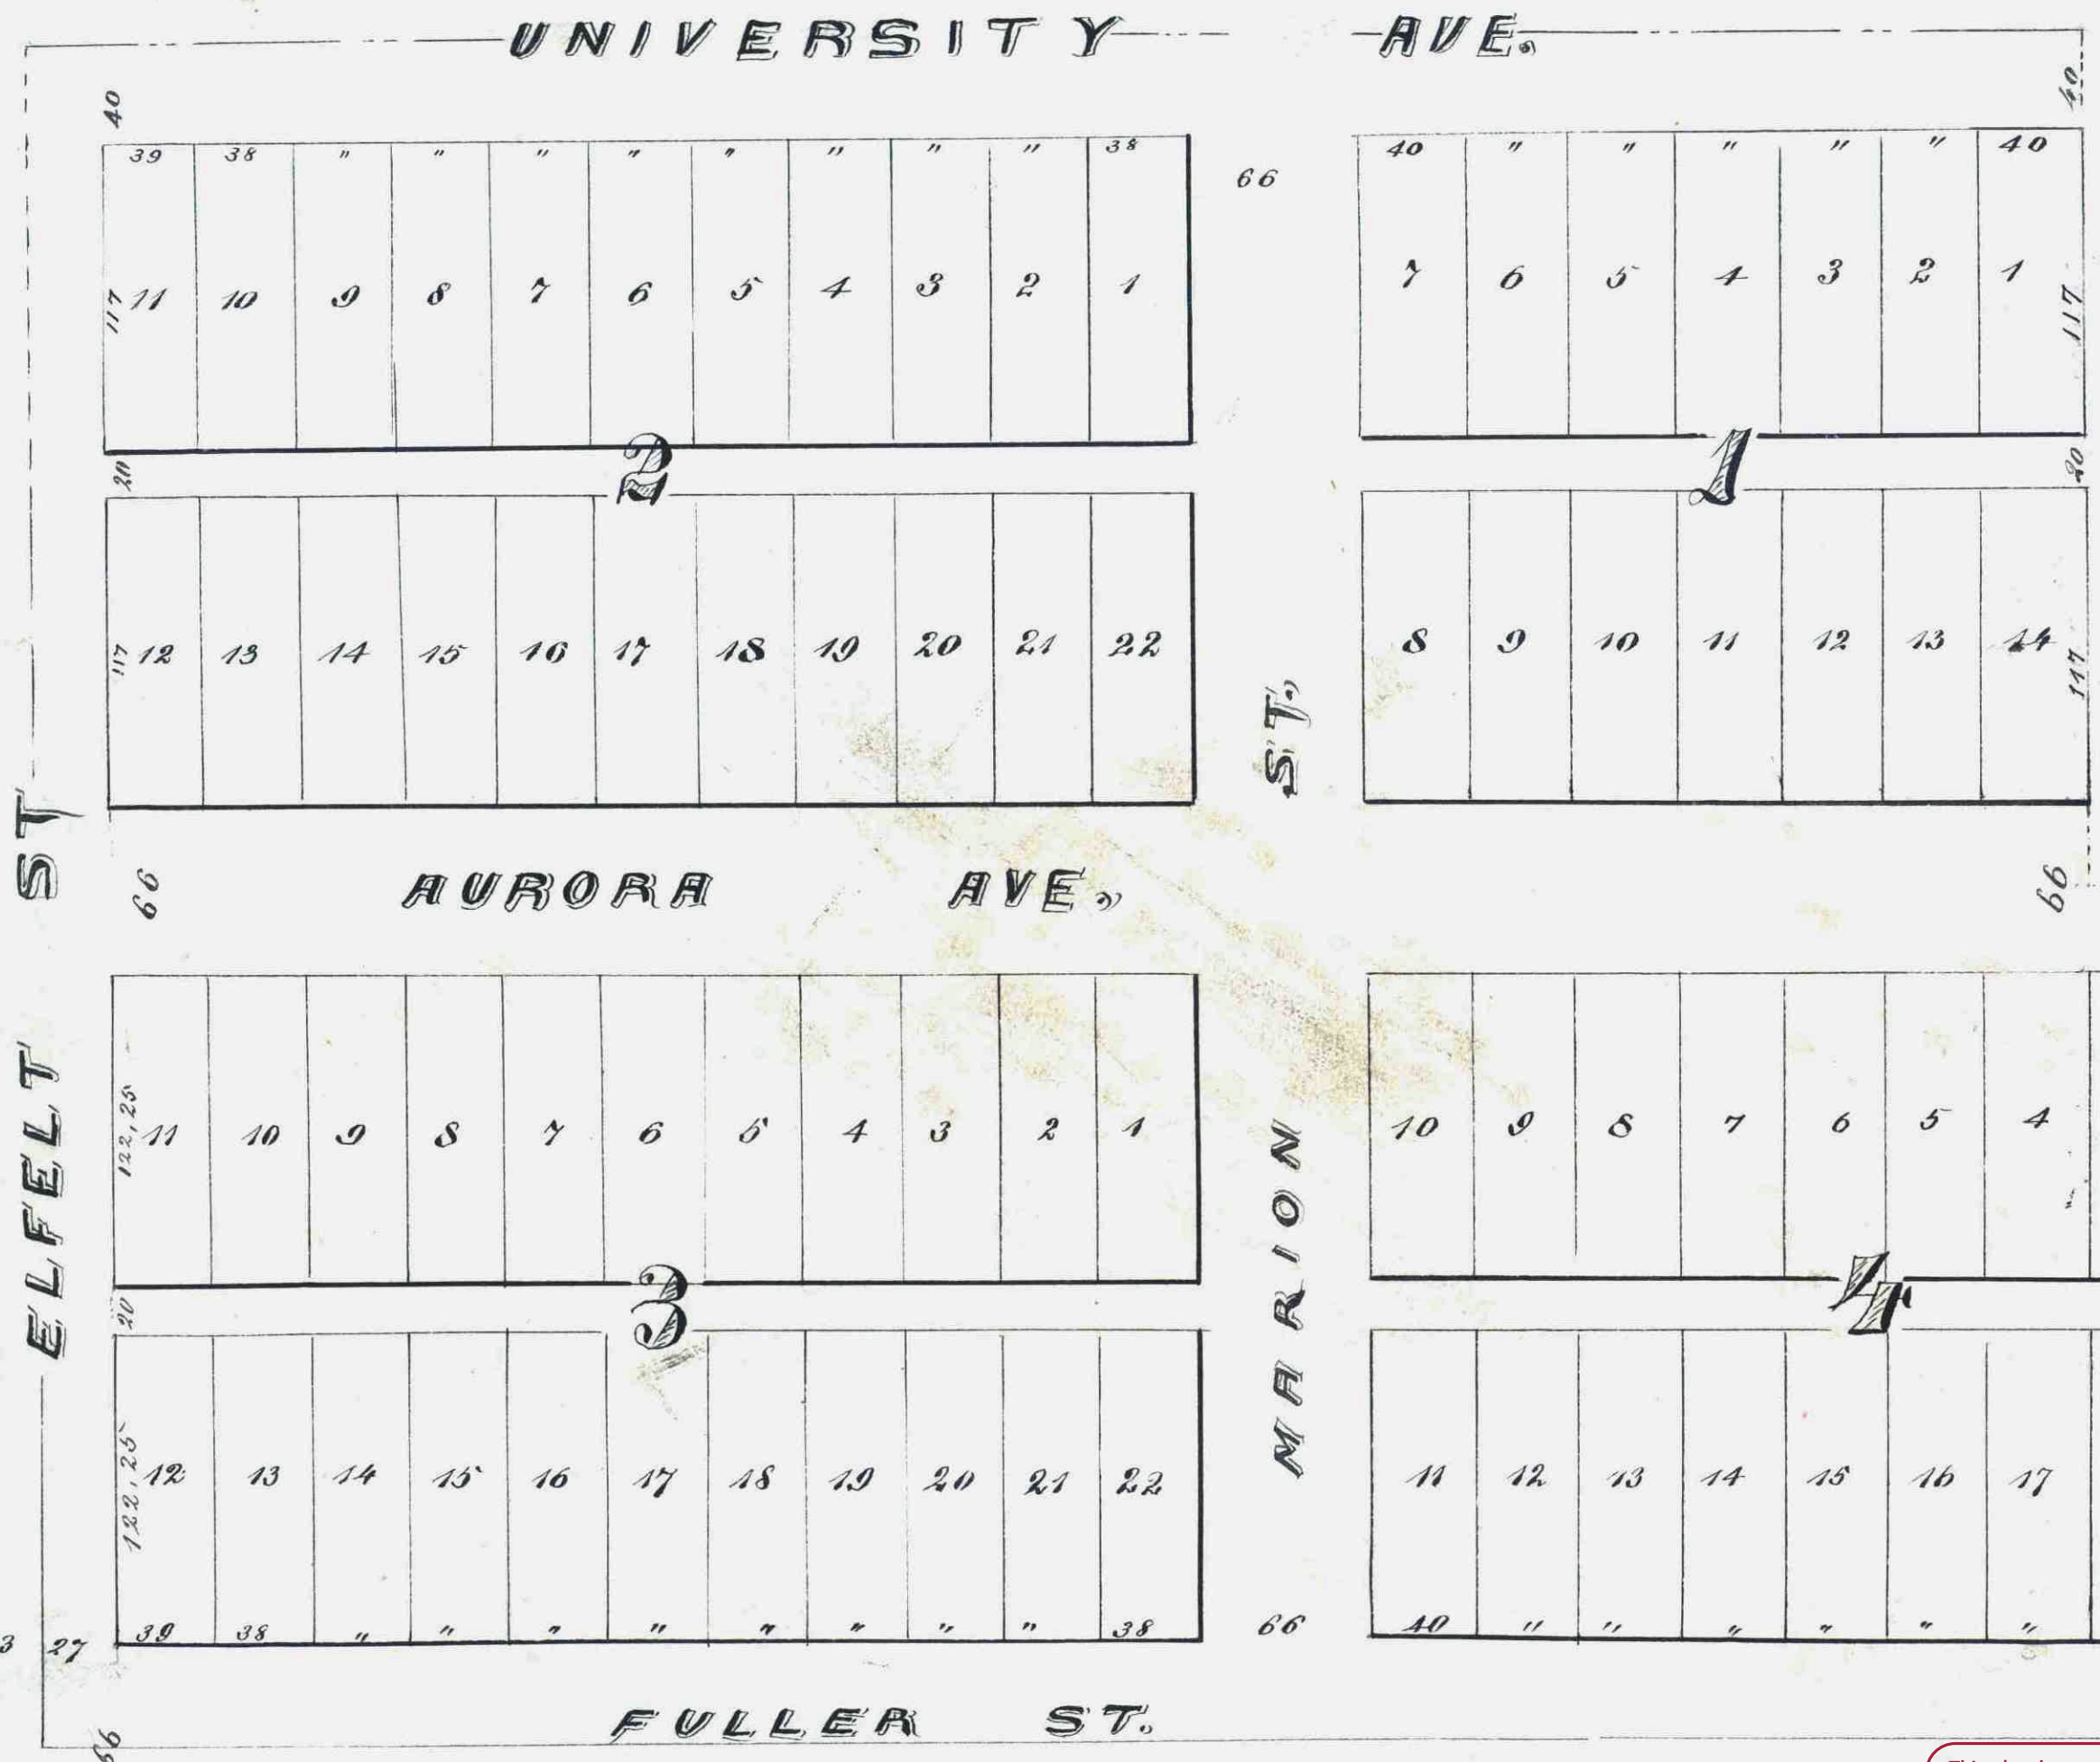 UNIVERSITY AVE.
40 40
39 38 " " " " " " " " 38 66 40 " " " " " 40
117 11 10 9 8 7 6 5 4 3 2 1 7 6 5 4 3 2 1 117
20 2 1 20
117 12 13 14 15 16 17 18 19 20 21 22 8 9 10 11 12 13 14 117
ELFELT ST
MARION ST.
66 AURORA AVE. 66
122,25 11 10 9 8 7 6 5 4 3 2 1 10 9 8 7 6 5 4
20 3 4
122,25 12 13 14 15 16 17 18 19 20 21 22 11 12 13 14 15 16 17
3 27 39 38 " " " " " " " " 38 66 40 " " " " " "
FULLER ST.
66